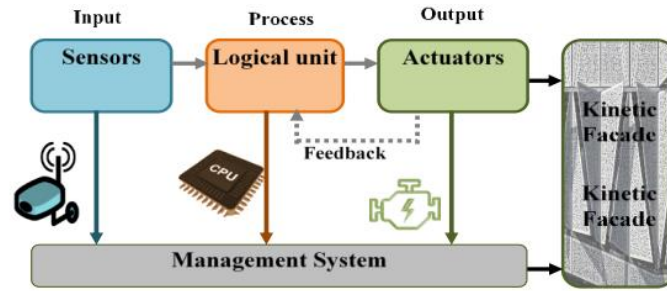 Input
Process
Output
Sensors
Logical unit
Actuators
Kinetic
Facade
Feedback
CPU
Kinetic
Facade
Management System